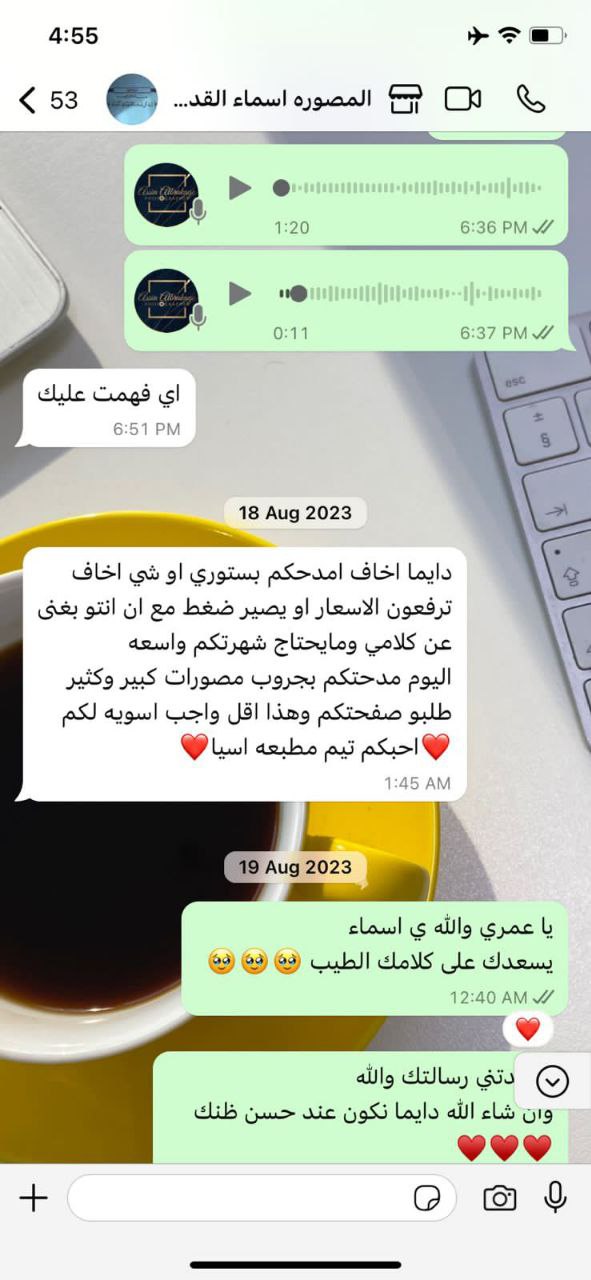 4:55
53
المصوره اسماء القد...
1:20
6:36 PM
0:11
6:37 PM
اي فهمت عليك
6:51 PM
18 Aug 2023
دايما اخاف امدحكم بستوري او شي اخاف
ترفعون الاسعار او يصير ضغط مع ان انتو بغنى
عن كلامي ومايحتاج شهرتكم واسعه
اليوم مدحتكم بجروب مصورات كبير وكثير
طلبو صفحتكم وهذا اقل واجب اسويه لكم
❤️احبكم تيم مطبعه اسيا❤️
1:45 AM
19 Aug 2023
يا عمري والله ي اسماء
يسعدك على كلامك الطيب 🥹🥹🥹
12:40 AM
❤️
دتني رسالتك والله
وان شاء الله دايما نكون عند حسن ظنك
♥️♥️♥️
esc
±
§